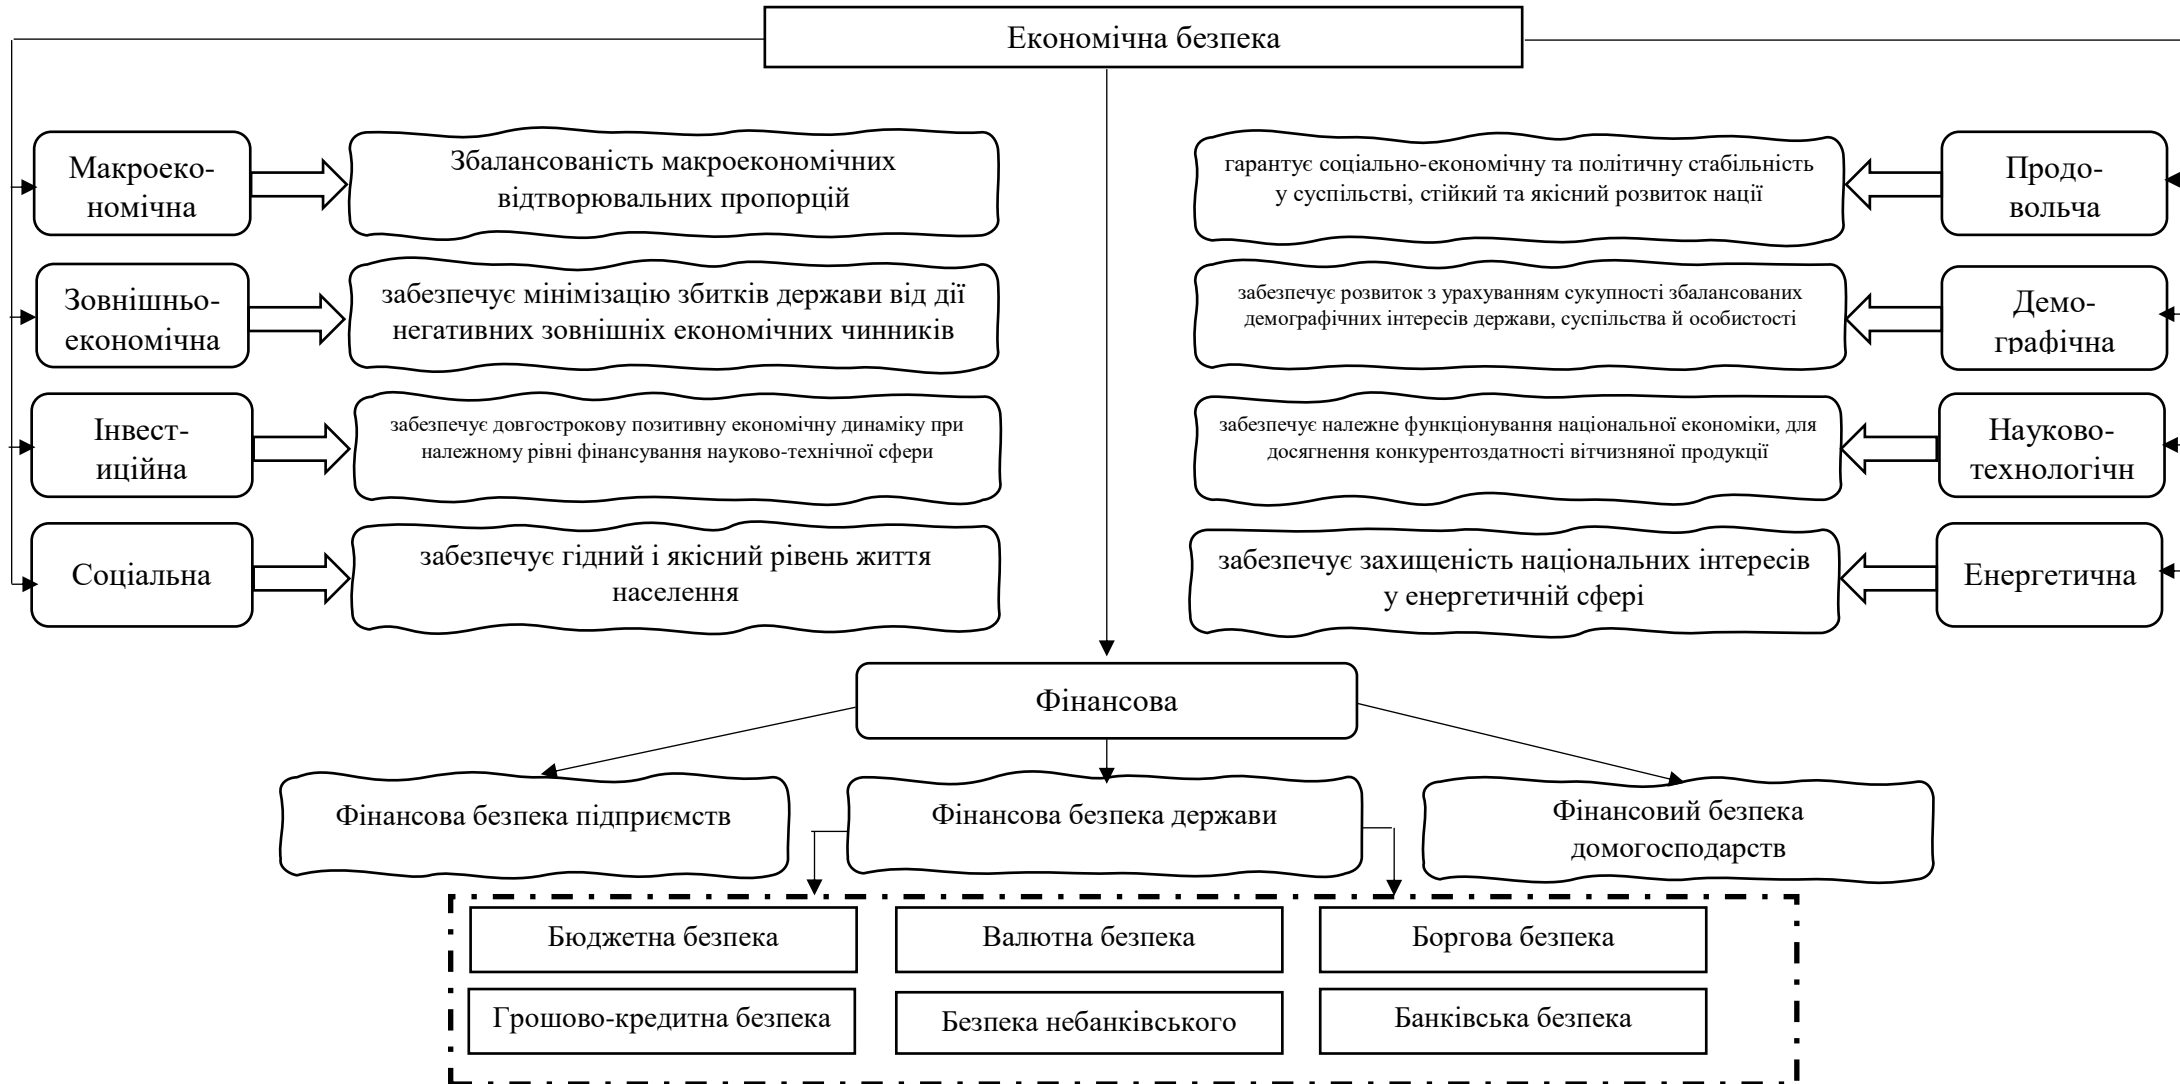 Економічна безпека
Макроеко-
номічна
Збалансованість макроекономічних
відтворювальних пропорцій
гарантує соціально-економічну та політичну стабільність
у суспільстві, стійкий та якісний розвиток нації
Продо-
вольча
Зовнішньо-
економічна
забезпечує мінімізацію збитків держави від дії
негативних зовнішніх економічних чинників
забезпечує розвиток з урахуванням сукупності збалансованих
демографічних інтересів держави, суспільства й особистості
Демо-
графічна
Інвест-
иційна
забезпечує довгострокову позитивну економічну динаміку при
належному рівні фінансування науково-технічної сфери
забезпечує належне функціонування національної економіки, для
досягнення конкурентоздатності вітчизняної продукції
Науково-
технологічн
Соціальна
забезпечує гідний і якісний рівень життя
населення
забезпечує захищеність національних інтересів
у енергетичній сфері
Енергетична
Фінансова
Фінансова безпека підприємств
Фінансова безпека держави
Фінансовий безпека
домогосподарств
Бюджетна безпека
Валютна безпека
Боргова безпека
Грошово-кредитна безпека
Безпека небанківського
Банківська безпека